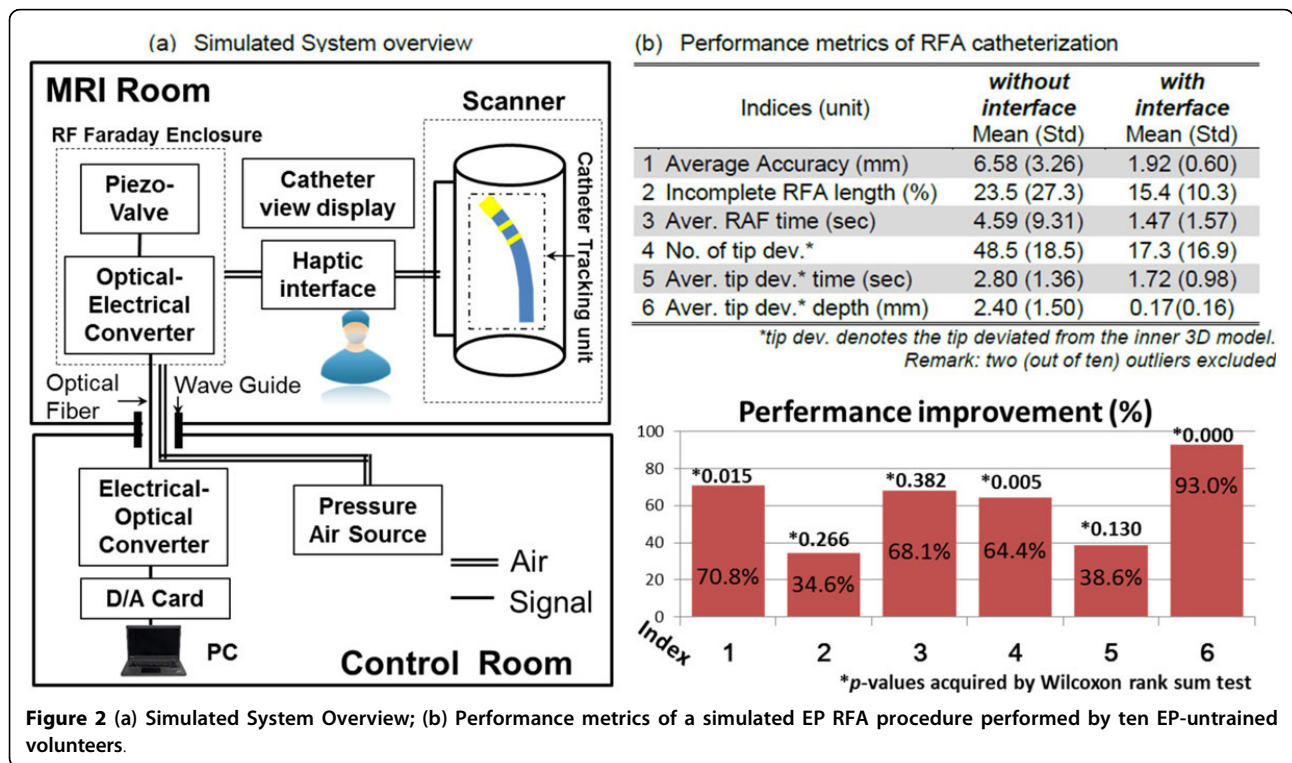 (a) Simulated System overview
MRI Room
Scanner
RF Faraday Enclosure
Piezo-
Valve
Catheter
view display
Optical-
Electrical
Converter
Haptic
interface
Catheter Tracking unit
Optical
Fiber
Wave Guide
Electrical-
Optical
Converter
Pressure
Air Source
D/A Card
Air
Signal
PC
Control Room
(b) Performance metrics of RFA catheterization
Indices (unit)
without
interface
Mean (Std)
with
interface
Mean (Std)
1 Average Accuracy (mm) 6.58 (3.26) 1.92 (0.60)
2 Incomplete RFA length (%) 23.5 (27.3) 15.4 (10.3)
3 Aver. RAF time (sec) 4.59 (9.31) 1.47 (1.57)
4 No. of tip dev.* 48.5 (18.5) 17.3 (16.9)
5 Aver. tip dev.* time (sec) 2.80 (1.36) 1.72 (0.98)
6 Aver. tip dev.* depth (mm) 2.40 (1.50) 0.17(0.16)
*tip dev. denotes the tip deviated from the inner 3D model.
Remark: two (out of ten) outliers excluded
Perfermance improvement (%)
100
80
60
40
20
0
*0.015
*0.266
*0.382
*0.005
*0.130
*0.000
70.8%
34.6%
68.1%
64.4%
38.6%
93.0%
Index
1 2 3 4 5 6
*p-values acquired by Wilcoxon rank sum test
Figure 2 (a) Simulated System Overview; (b) Performance metrics of a simulated EP RFA procedure performed by ten EP-untrained
volunteers.